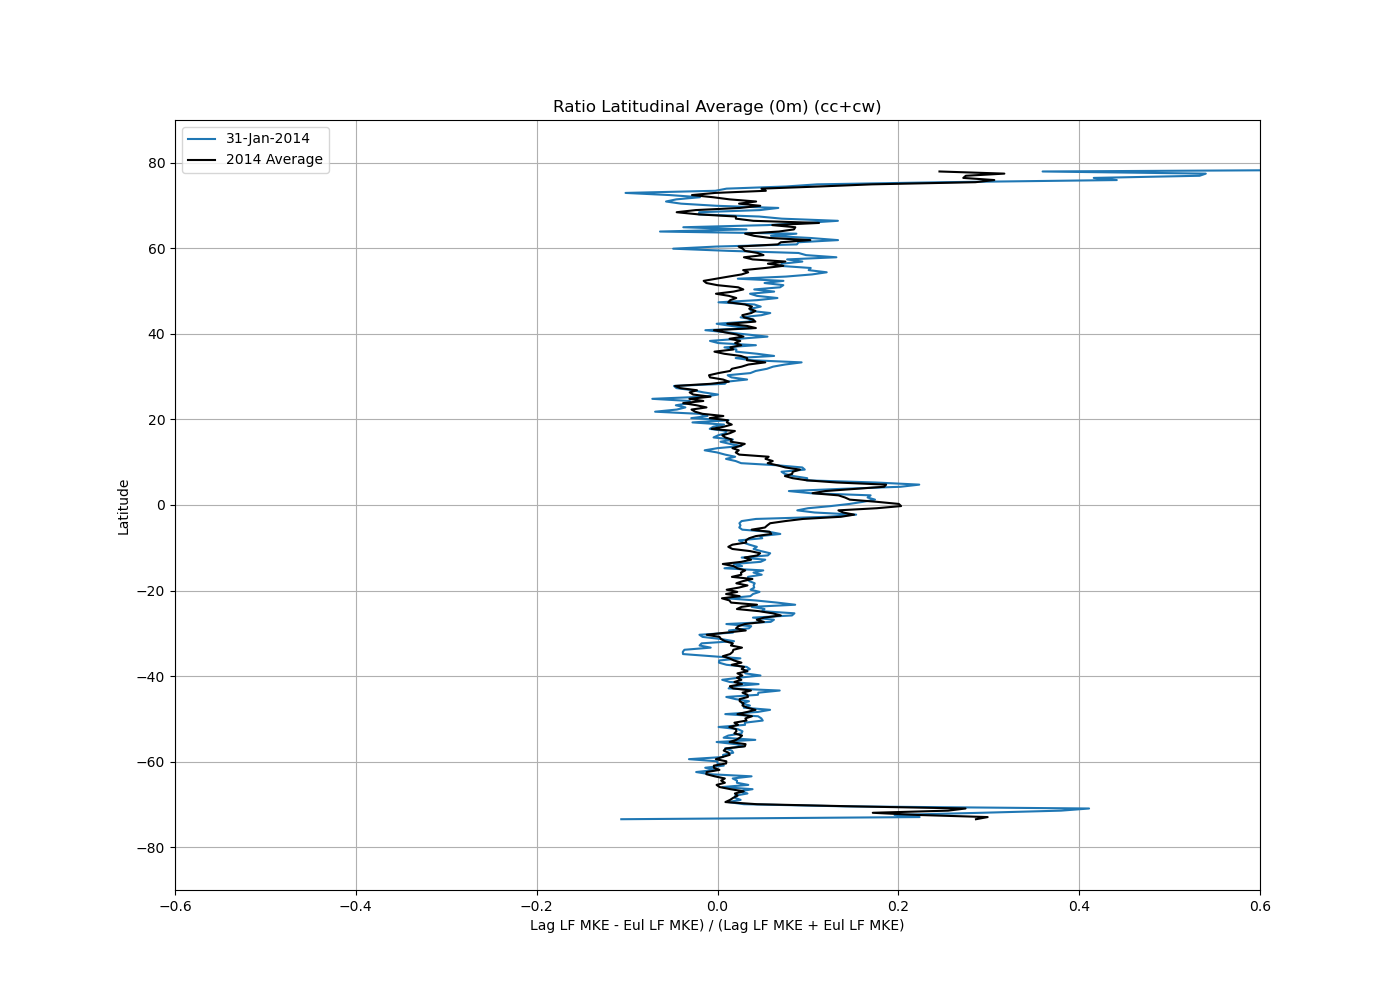 Ratio Latitudinal Average (0m) (cc+cw)
31-Jan-2014
2014 Average
80
60
40
20
0
−20
−40
−60
−80
Latitude
−0.6 −0.4 −0.2 0.0 0.2 0.4 0.6
Lag LF MKE - Eul LF MKE) / (Lag LF MKE + Eul LF MKE)